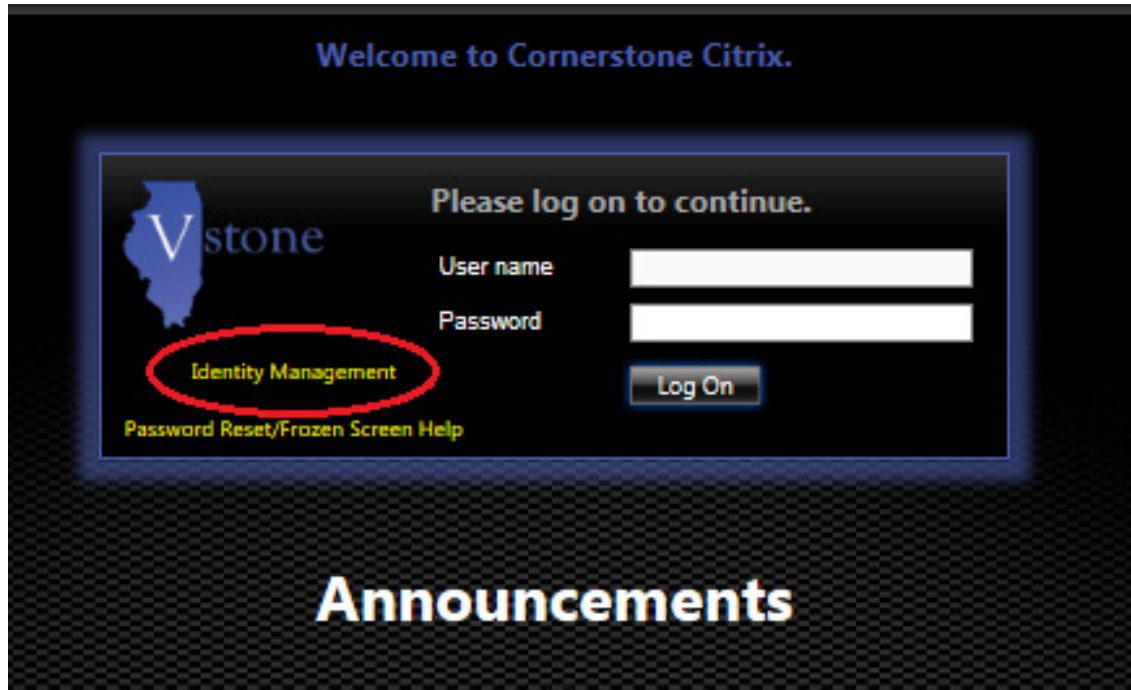 Welcome to Cornerstone Citrix.
Vstone
Please log on to continue.
User name
Password
Identity Management
Log On
Password Reset/Frozen Screen Help
Announcements